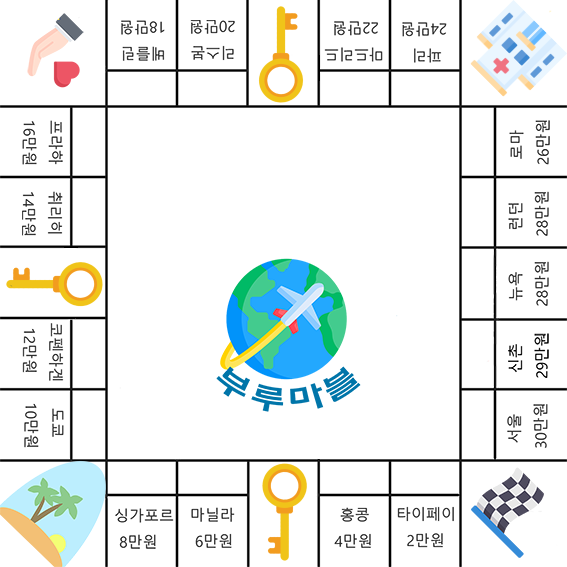 베를린
18만원
리스본
20만원
마드리드
22만원
파리
24만원
로마
26만원
런던
28만원
뉴욕
28만원
신촌
29만원
서울
30만원
타이페이
2만원
홍콩
4만원
마닐라
6만원
싱가포르
8만원
도쿄
10만원
코펜하겐
12만원
취리히
14만원
프라하
16만원
부루마블